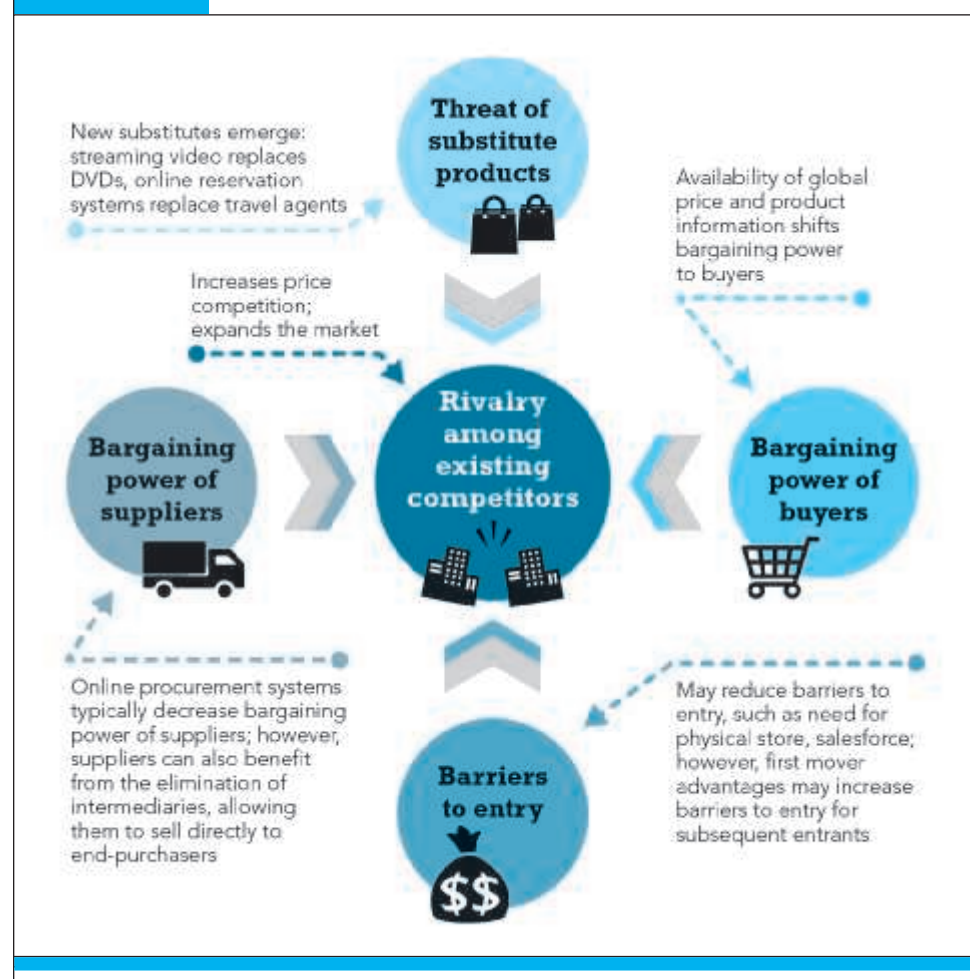 Threat of
substitute
products
New substitutes emerge:
streaming video replaces
DVDs, online reservation
systems replace travel agents
Availability of global
price and product
information shifts
bargaining power
to buyers
Increases price
competition;
expands the market
Rivalry
among
existing
competitors
Bargaining
power of
suppliers
Bargaining
power of
buyers
Online procurement systems
typically decrease bargaining
power of suppliers; however,
suppliers can also benefit
from the elimination of
intermediaries, allowing
them to sell directly to
end-purchasers
May reduce barriers to
entry, such as need for
physical store, salesforce;
however, first mover
advantages may increase
barriers to entry for
subsequent entrants
Barriers
to entry
$$